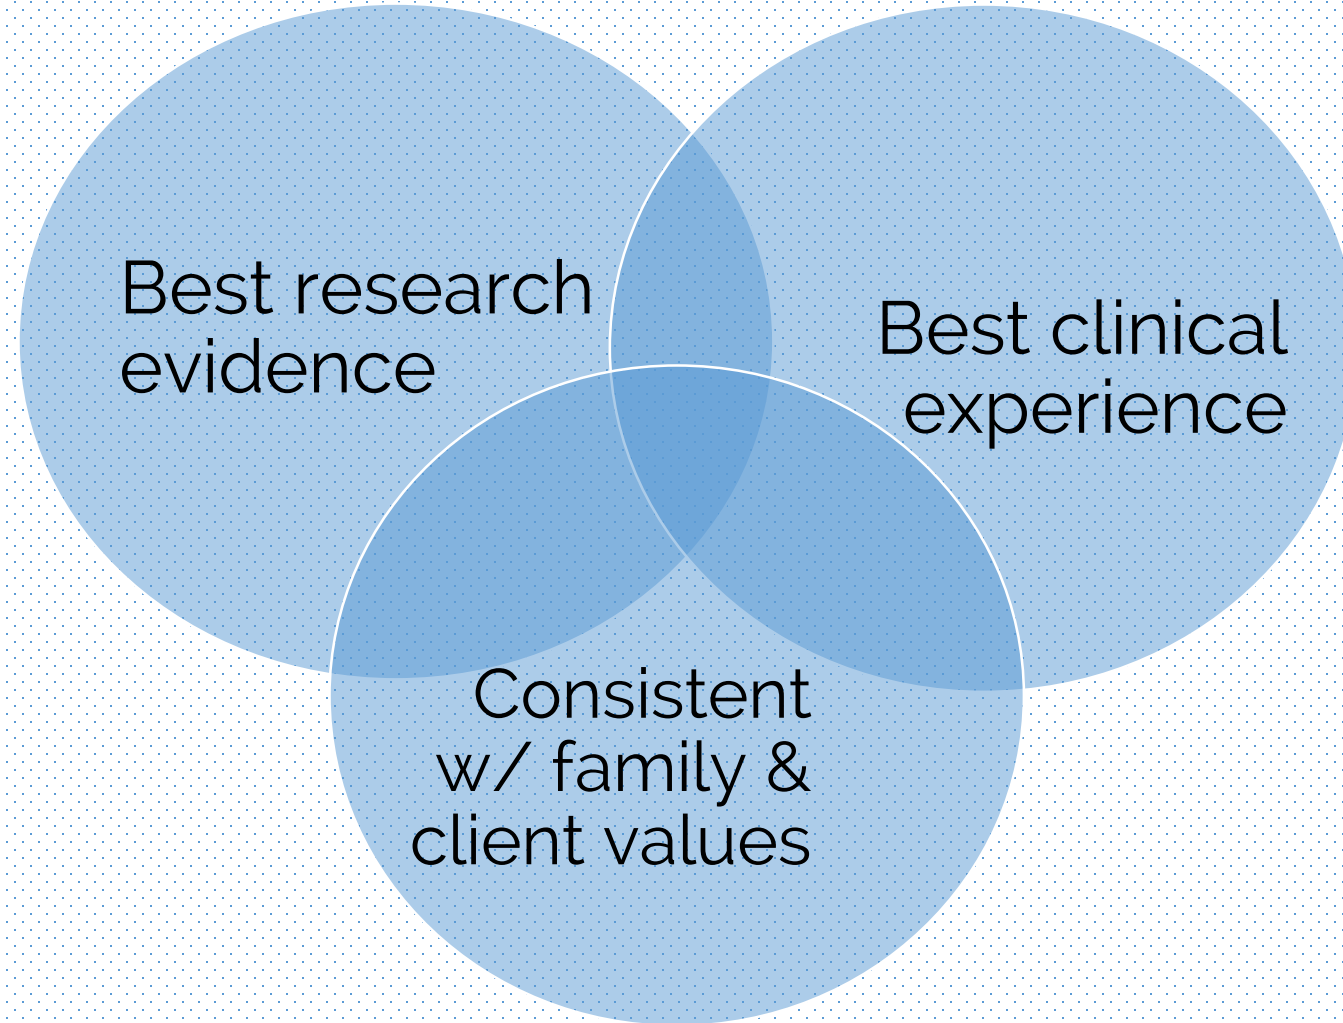 Best research
evidence
Best clinical
experience
Consistent
w/ family &
client values